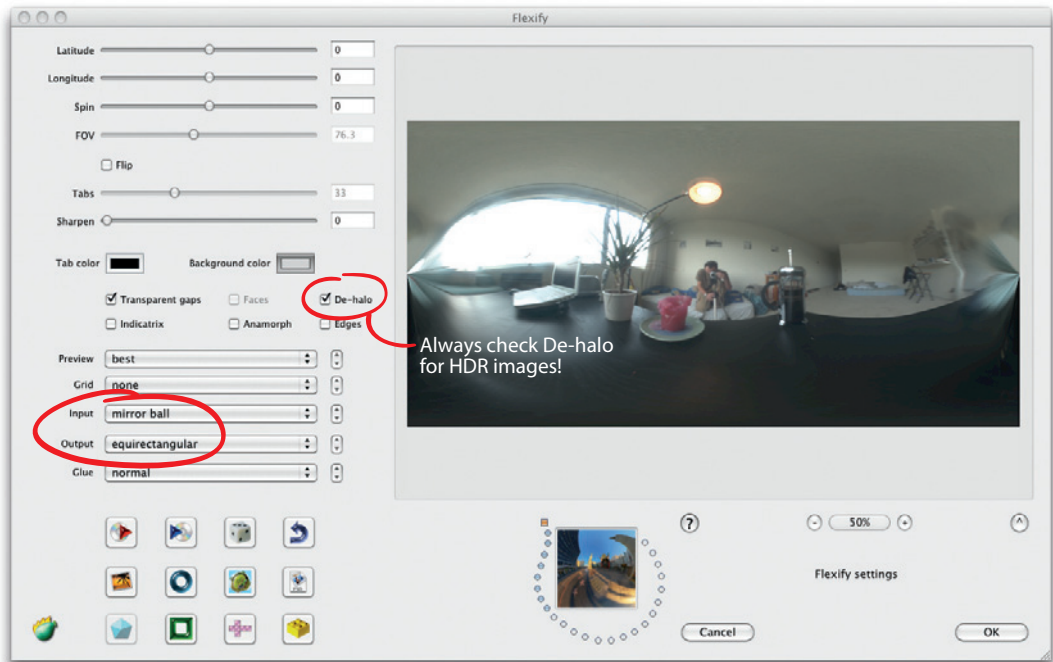 Flexify
Latitude 0
Longitude 0
Spin 0
FOV 76.3
Flip
Tabs 33
Sharpen 0
Tab color Background color
Transparent gaps Faces De-halo
Indicatrix Anamorph Edges
Always check De-halo
for HDR images!
Preview best
Grid none
Input mirror ball
Output equirectangular
Glue normal
? - 50% + ^
Flexify settings
Cancel OK